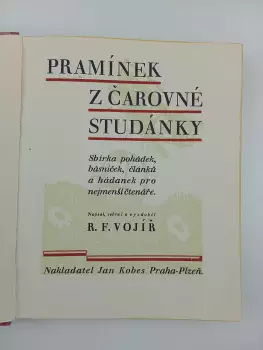 PRAMÍNEK
Z ČAROVNÉ
STUDÁNKY
Sbírka pohádek,
básniček, článků
a hádanek pro
nejmenší čtenáře.
Napsal, sebral a vyzdobil
R. F. VOJÍŘ
Nakladatel Jan Kobes Praha-Plzeň.